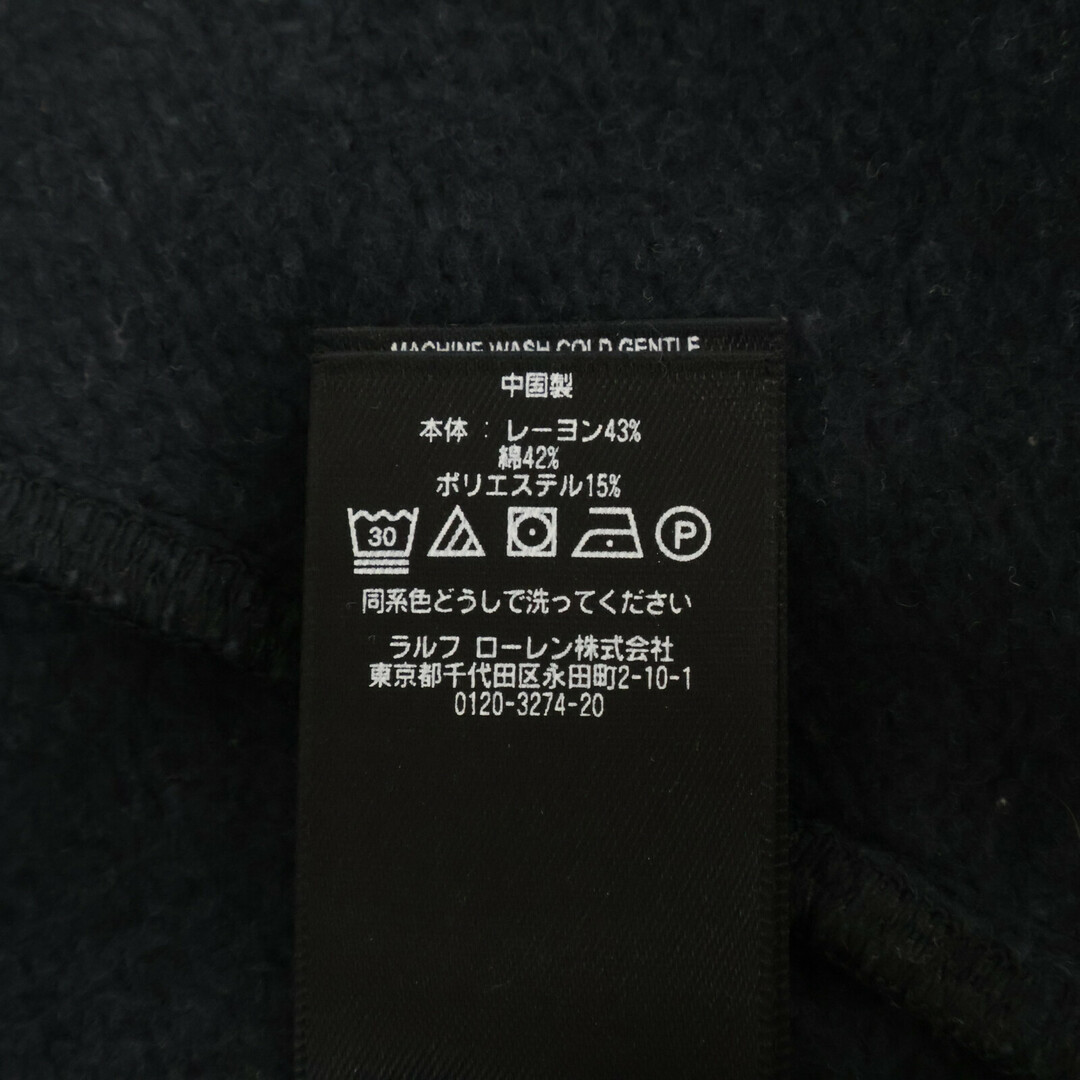 MACHINE WASH COLD GENTLE
中国製
本体 : レーヨン43%
綿42%
ポリエステル15%
30 P
同系色どうしで洗ってください
ラルフ ローレン株式会社
東京都千代田区永田町2-10-1
0120-3274-20